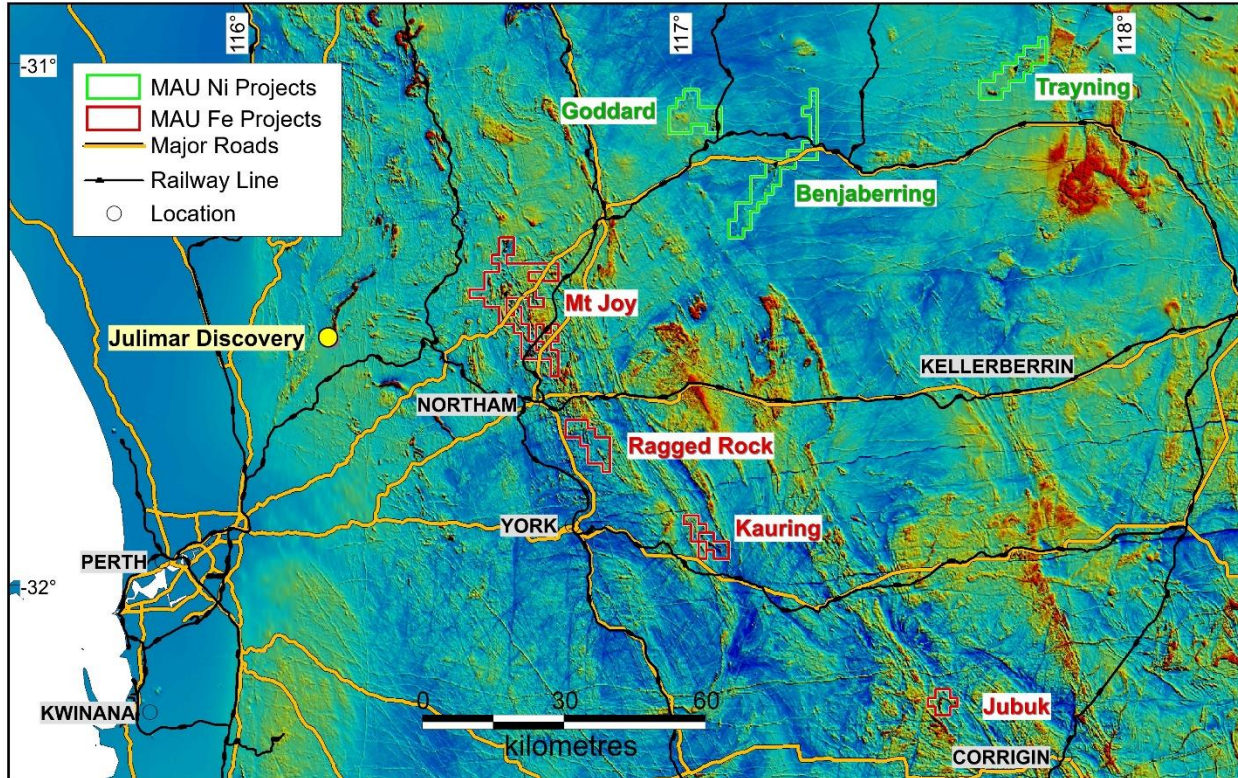 116°
117°
118°
-31°
MAU Ni Projects
MAU Fe Projects
Major Roads
Railway Line
Location
Goddard
Trayning
Benjaberring
Mt Joy
Julimar Discovery
KELLERBERRIN
NORTHAM
Ragged Rock
YORK
Kauring
PERTH
-32°
KWINANA
0 30 60
kilometres
Jubuk
CORRIGIN